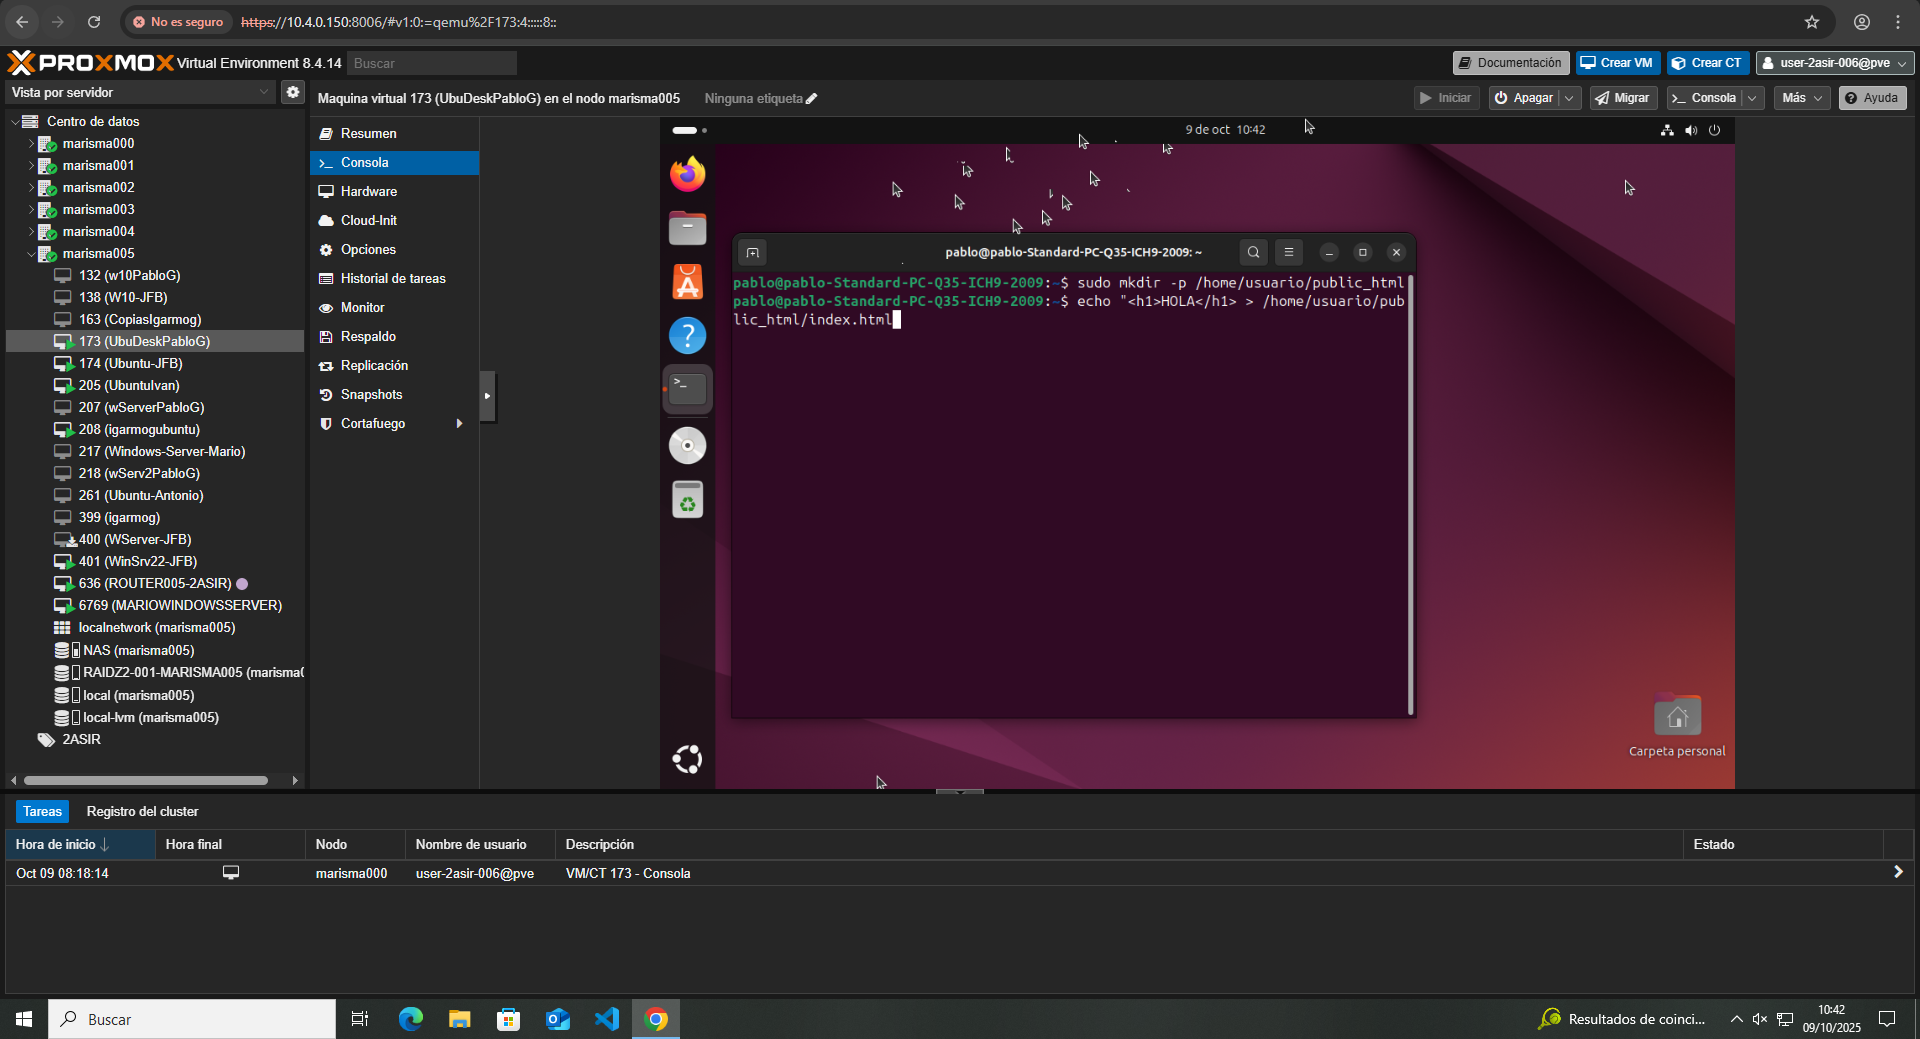 No es seguro https://10.4.0.150:8006/#v1:0:=qemu%2F173:4:::::8::
PROXMOX Virtual Environment 8.4.14 Buscar Documentación Crear VM Crear CT user-2asir-006@pve
Vista por servidor
Maquina virtual 173 (UbuDeskPabloG) en el nodo marisma005 Ninguna etiqueta Iniciar Apagar Migrar Consola Más Ayuda
Centro de datos
marisma000
marisma001
marisma002
marisma003
marisma004
marisma005
132 (w10PabloG)
138 (W10-JFB)
163 (CopiasIgarmog)
173 (UbuDeskPabloG)
174 (Ubuntu-JFB)
205 (UbuntuIvan)
207 (wServerPabloG)
208 (igarmogubuntu)
217 (Windows-Server-Mario)
218 (wServ2PabloG)
261 (Ubuntu-Antonio)
399 (igarmog)
400 (WServer-JFB)
401 (WinSrv22-JFB)
636 (ROUTER005-2ASIR)
6769 (MARIOWINDOWSSERVER)
localnetwork (marisma005)
NAS (marisma005)
RAIDZ2-001-MARISMA005 (marisma0
local (marisma005)
local-lvm (marisma005)
2ASIR
Resumen
Consola
Hardware
Cloud-Init
Opciones
Historial de tareas
Monitor
Respaldo
Replicación
Snapshots
Cortafuego
9 de oct 10:42
pablo@pablo-Standard-PC-Q35-ICH9-2009: ~
pablo@pablo-Standard-PC-Q35-ICH9-2009:~$ sudo mkdir -p /home/usuario/public_html
pablo@pablo-Standard-PC-Q35-ICH9-2009:~$ echo "<h1>HOLA</h1> > /home/usuario/pub
lic_html/index.html
Carpeta personal
Tareas Registro del cluster
Hora de inicio Hora final Nodo Nombre de usuario Descripción Estado
Oct 09 08:18:14 marisma000 user-2asir-006@pve VM/CT 173 - Consola
Buscar Resultados de coinci... 10:42
09/10/2025